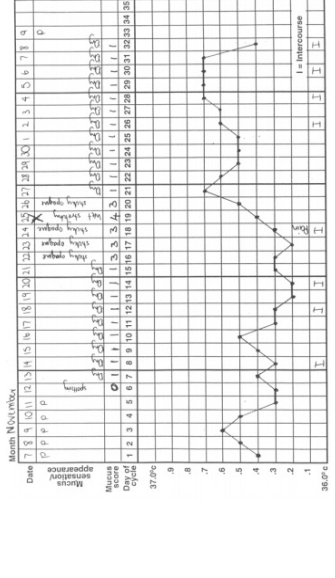 Month November
Date 7 8 9 10 11 12 13 14 15 16 17 18 19 20 21 22 23 24 25 26 27 28 29 30 1 2 3 4 5 6 7 8 9
Mucus sensation/ appearance P P P P P spotting sticky opaque sticky opaque sticky opaque wet stretchy sticky opaque P
Mucus score 0 1 1 1 1 1 1 1 1 1 3 3 3 4 3 1 1 1 1 1 1 1 1 1 1 1 1
Day of cycle 1 2 3 4 5 6 7 8 9 10 11 12 13 14 15 16 17 18 19 20 21 22 23 24 25 26 27 28 29 30 31 32 33 34 35
37.0°c
.9
.8
.7
.6
.5
.4
.3 Pain
.2
.1 I I I I I I I I I I
36.0°c
I = Intercourse